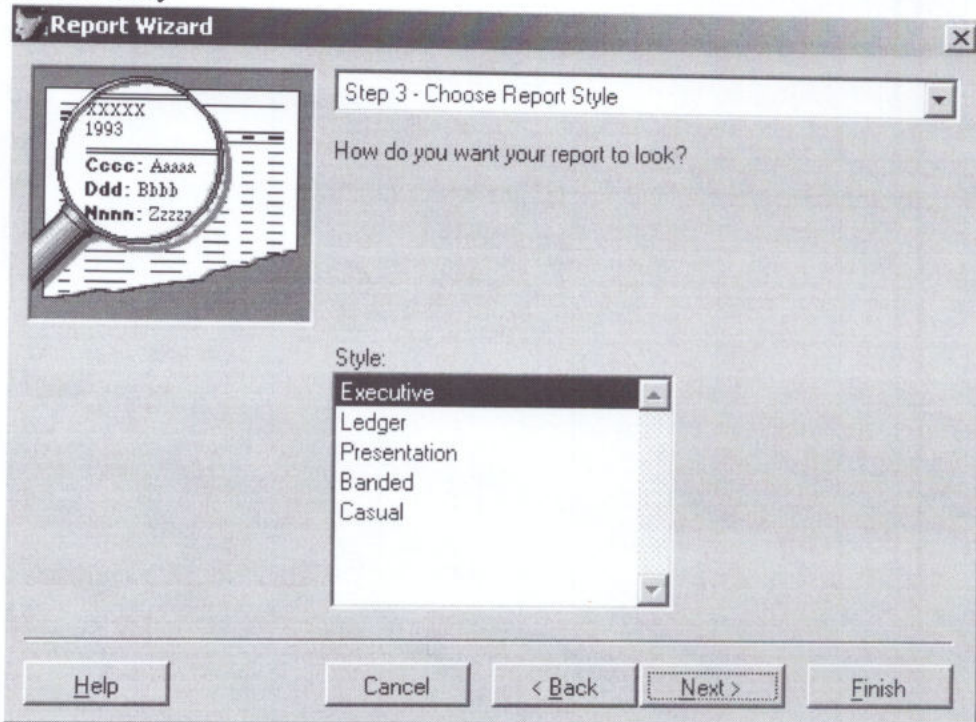 Report Wizard
XXXXX
1993
Cccc: Aaaaa
Ddd: Bbbb
Nnnn: Zzzzz
Step 3 - Choose Report Style
How do you want your report to look?
Style:
Executive
Ledger
Presentation
Banded
Casual
Help
Cancel
< Back
Next >
Finish